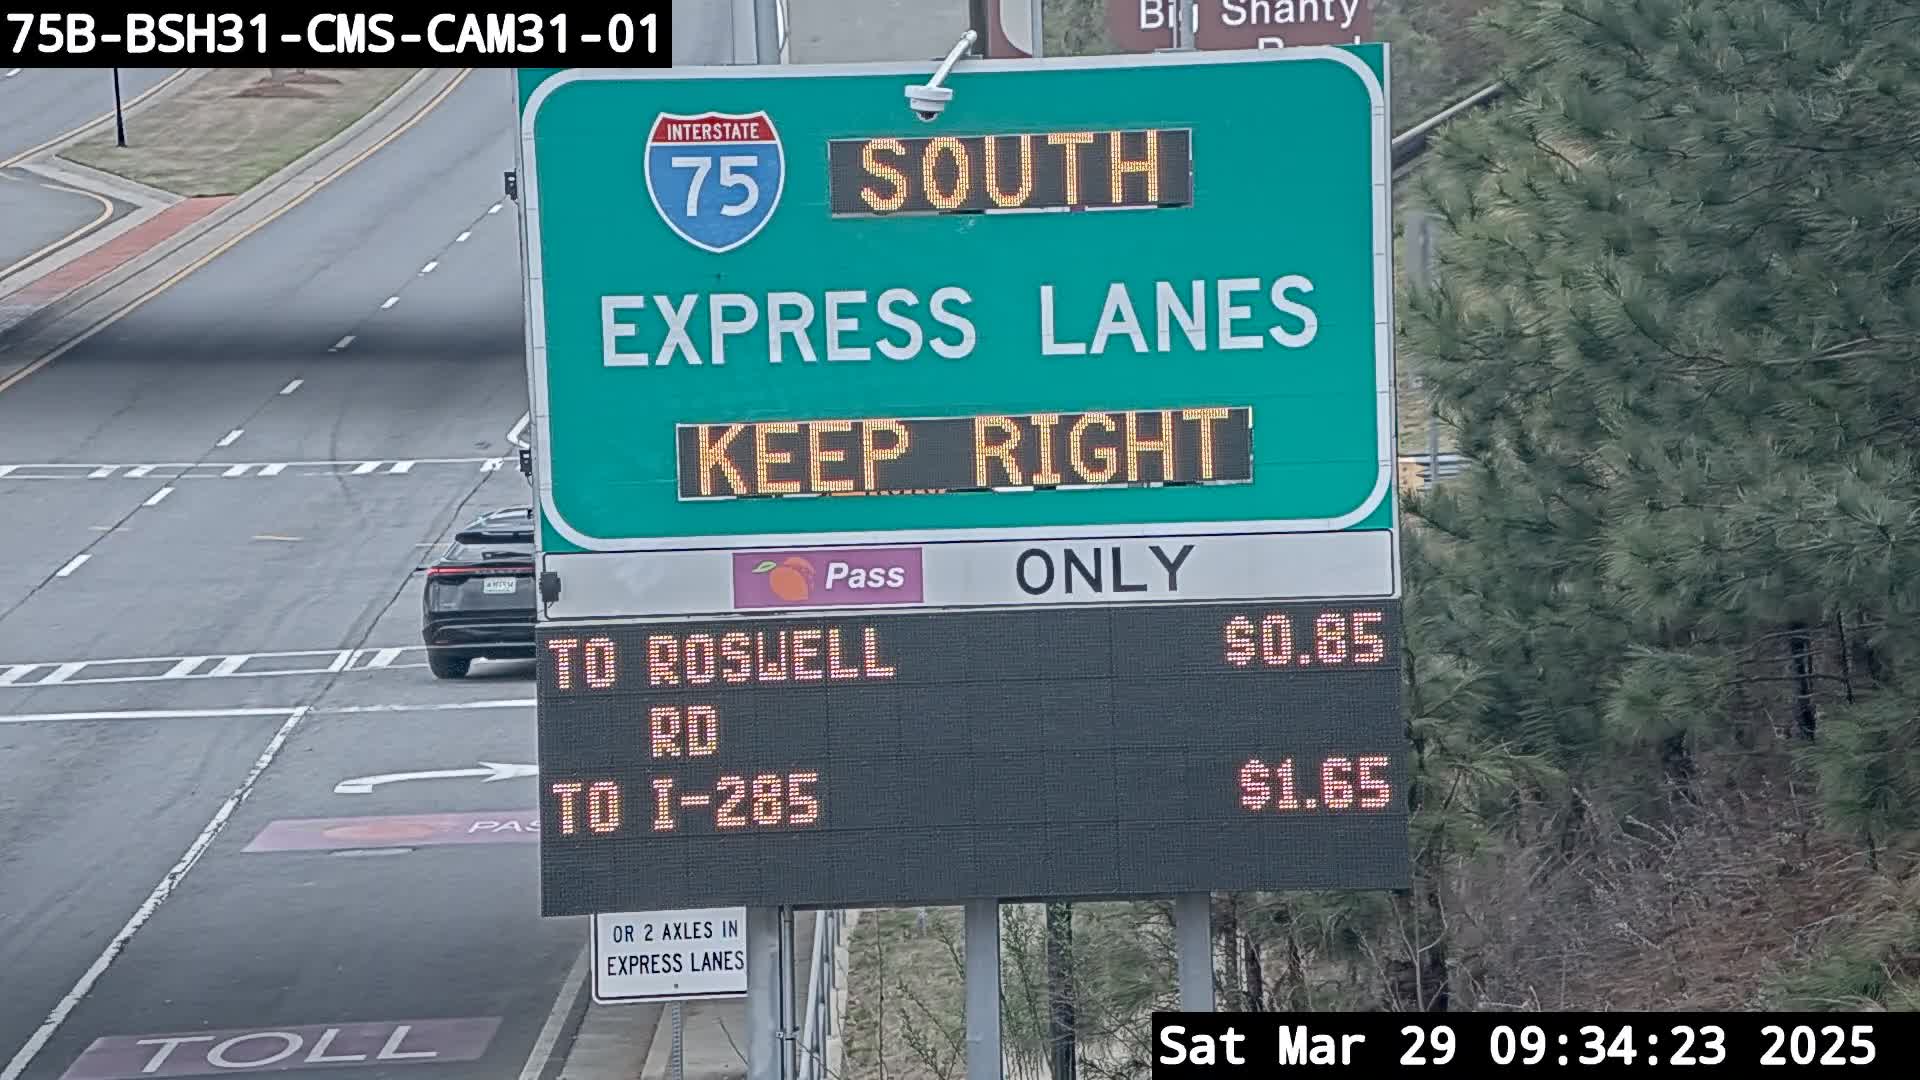 75B-BSH31-CMS-CAM31-01
Big Shanty
Road
INTERSTATE
75
SOUTH
EXPRESS LANES
KEEP RIGHT
Pass ONLY
TO ROSWELL $0.85
RD
TO I-285 $1.65
OR 2 AXLES IN
EXPRESS LANES
TOLL
Sat Mar 29 09:34:23 2025